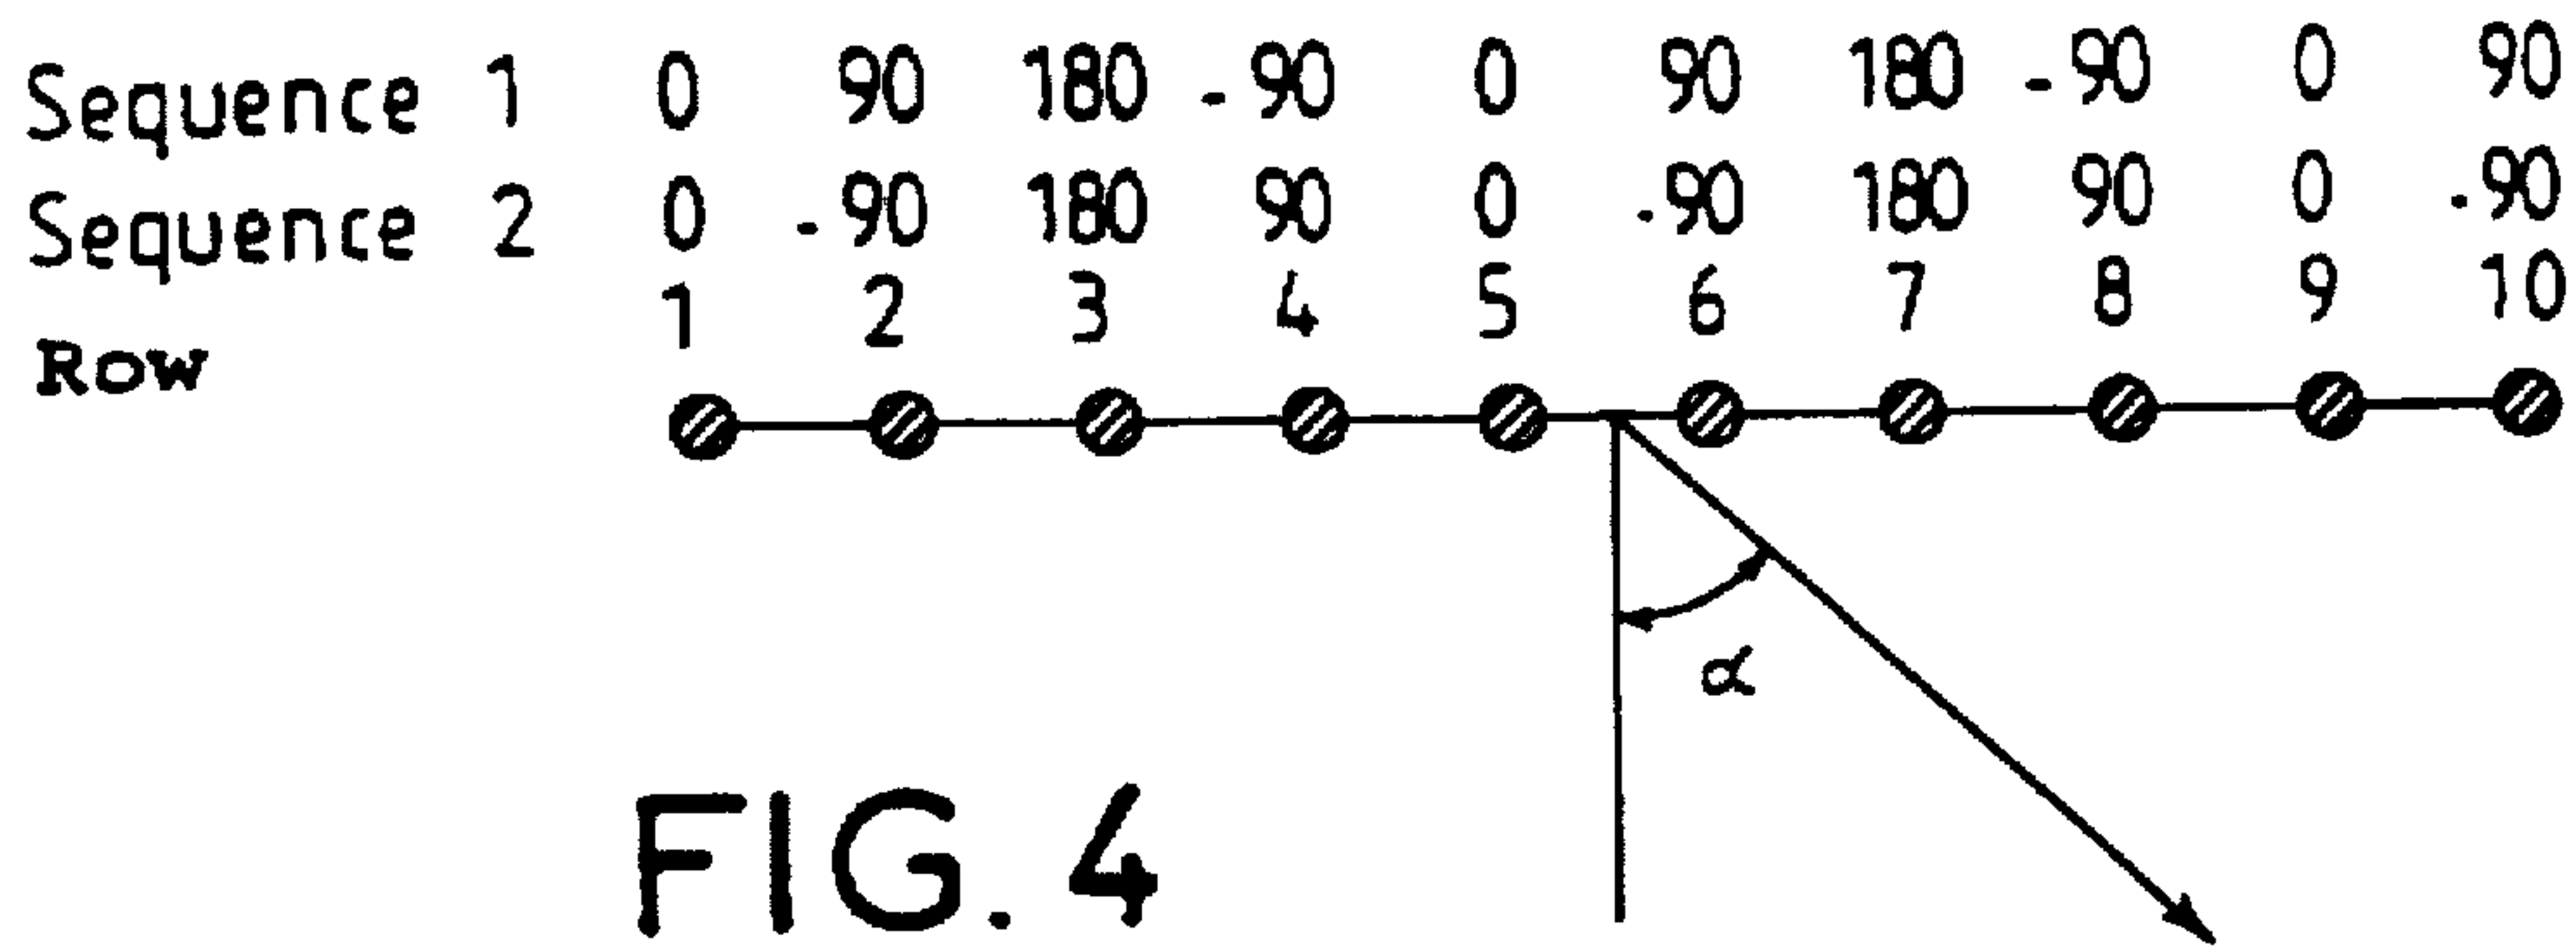 Sequence 1 0 90 180 -90 0 90 180 -90 0 90
Sequence 2 0 -90 180 90 0 -90 180 90 0 -90
1 2 3 4 5 6 7 8 9 10
Row
α
FIG. 4